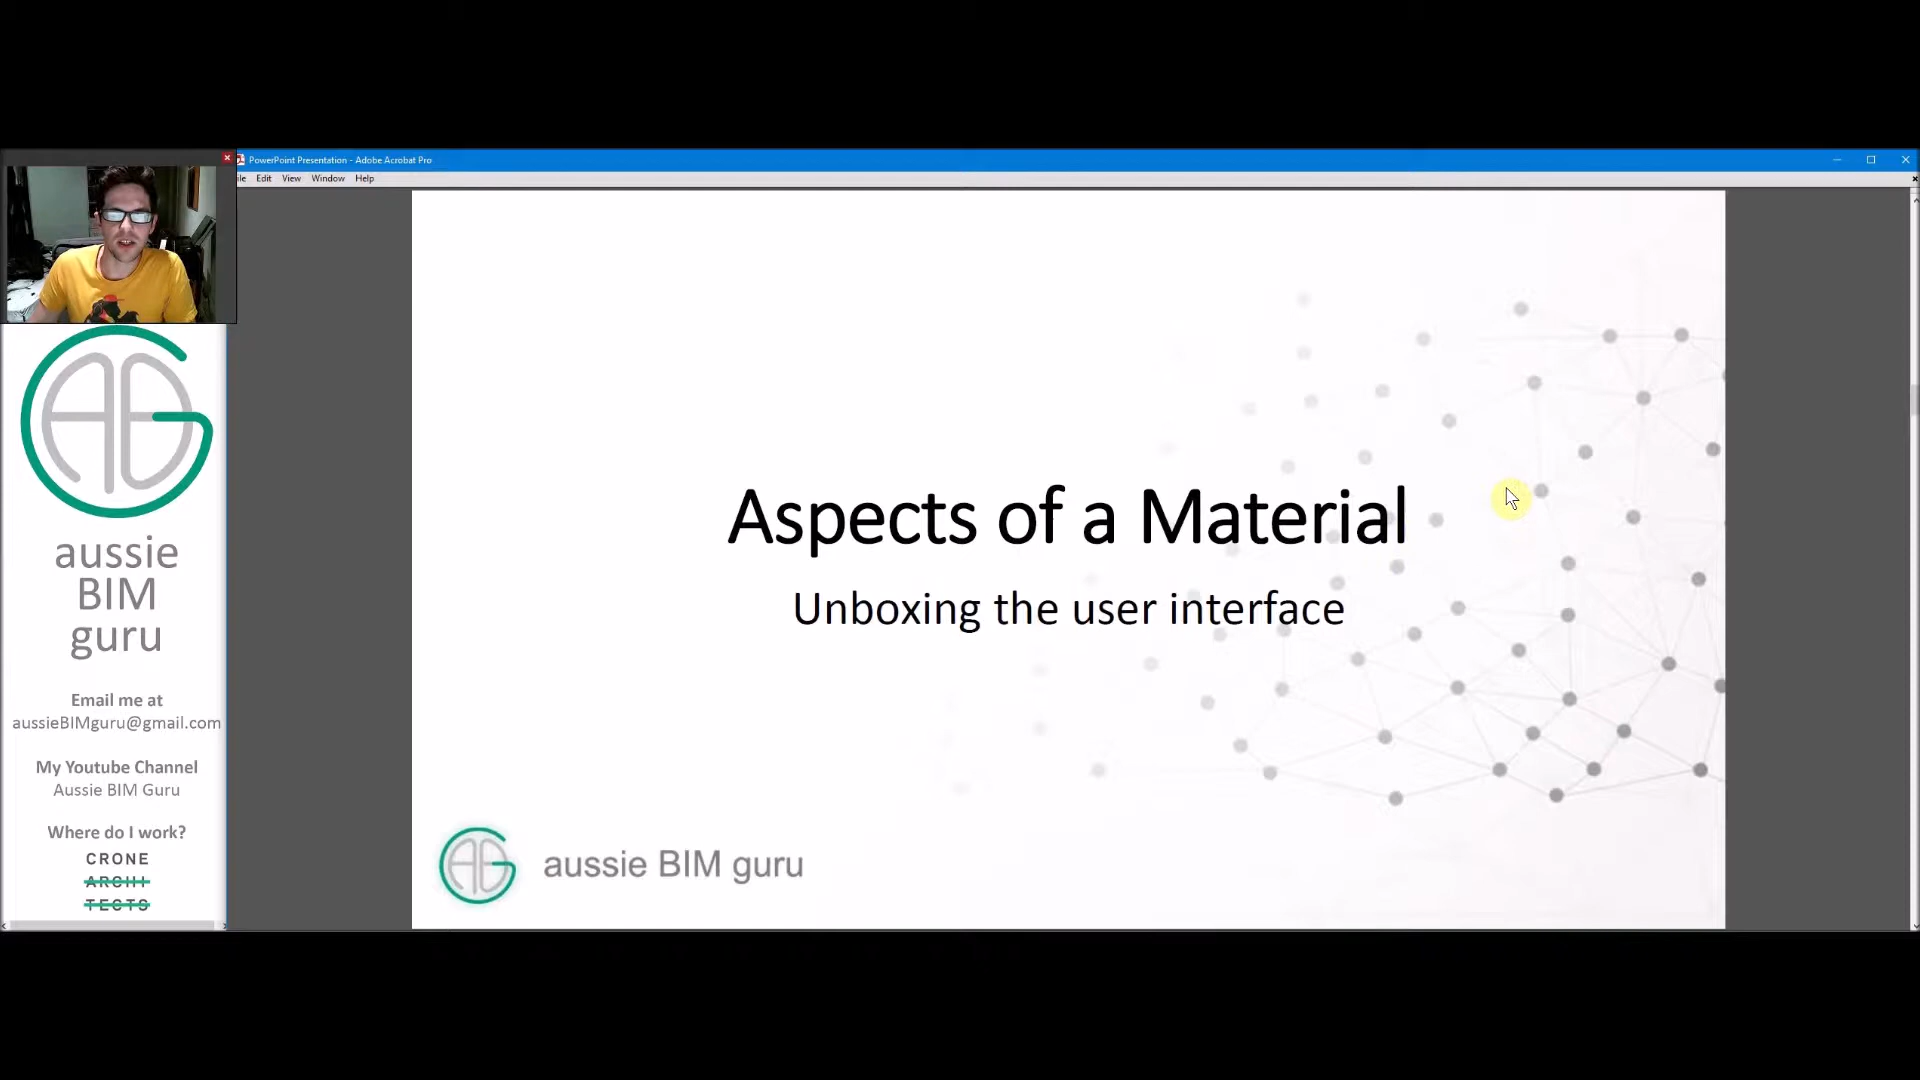 PowerPoint Presentation - Adobe Acrobat Pro
ile Edit View Window Help
Aspects of a Material
Unboxing the user interface
aussie BIM guru
aussie
BIM
guru
Email me at
aussieBIMguru@gmail.com
My Youtube Channel
Aussie BIM Guru
Where do I work?
CRONE
ARCHI
TECTS